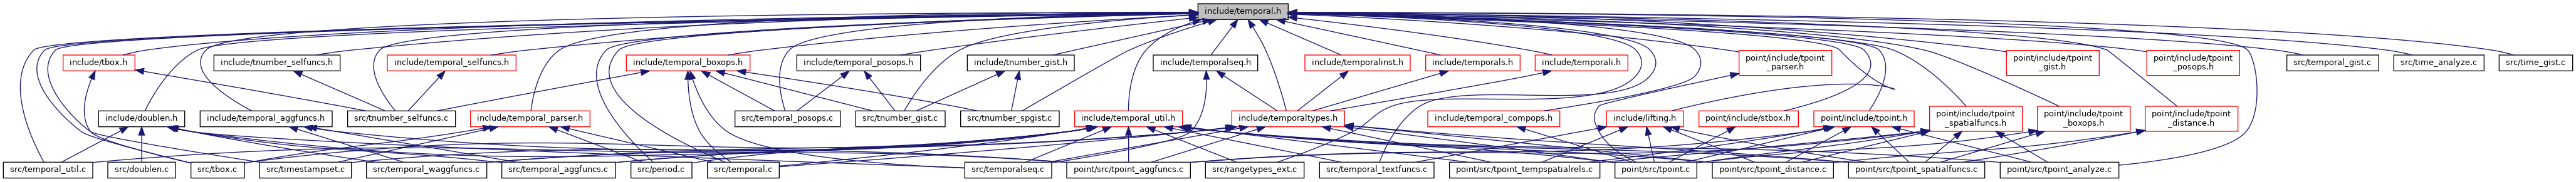 include/temporal.h
include/tbox.h
include/tnumber_selfuncs.h
include/temporal_selfuncs.h
include/temporal_boxops.h
include/temporal_posops.h
include/tnumber_gist.h
include/temporalseq.h
include/temporalinst.h
include/temporals.h
include/temporali.h
point/include/tpoint
_parser.h
point/include/tpoint
_gist.h
point/include/tpoint
_posops.h
src/temporal_gist.c
src/time_analyze.c
src/time_gist.c
include/doublen.h
include/temporal_aggfuncs.h
src/tnumber_selfuncs.c
include/temporal_parser.h
src/temporal_posops.c
src/tnumber_gist.c
src/tnumber_spgist.c
include/temporal_util.h
include/temporaltypes.h
include/temporal_compops.h
include/lifting.h
point/include/stbox.h
point/include/tpoint.h
point/include/tpoint
_spatialfuncs.h
point/include/tpoint
_boxops.h
point/include/tpoint
_distance.h
src/temporal_util.c
src/doublen.c
src/tbox.c
src/timestampset.c
src/temporal_waggfuncs.c
src/temporal_aggfuncs.c
src/period.c
src/temporal.c
src/temporalseq.c
point/src/tpoint_aggfuncs.c
src/rangetypes_ext.c
src/temporal_textfuncs.c
point/src/tpoint_tempspatialrels.c
point/src/tpoint.c
point/src/tpoint_distance.c
point/src/tpoint_spatialfuncs.c
point/src/tpoint_analyze.c